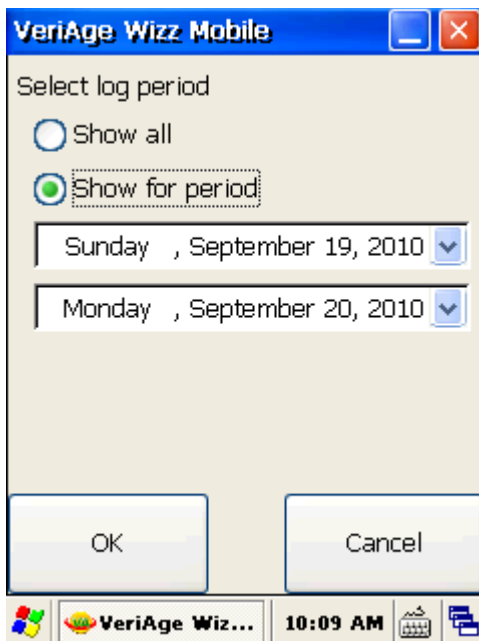 VeriAge Wizz Mobile
Select log period
Show all
Show for period
Sunday , September 19, 2010
Monday , September 20, 2010
OK Cancel
VeriAge Wiz... 10:09 AM